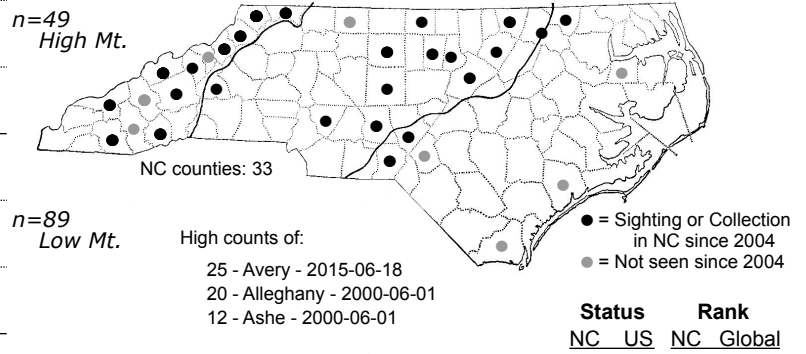 n=49
High Mt.
NC counties: 33
n=89
Low Mt.
High counts of:
25 - Avery - 2015-06-18
20 - Alleghany - 2000-06-01
12 - Ashe - 2000-06-01
= Sighting or Collection
in NC since 2004
= Not seen since 2004
Status Rank
NC US NC Global